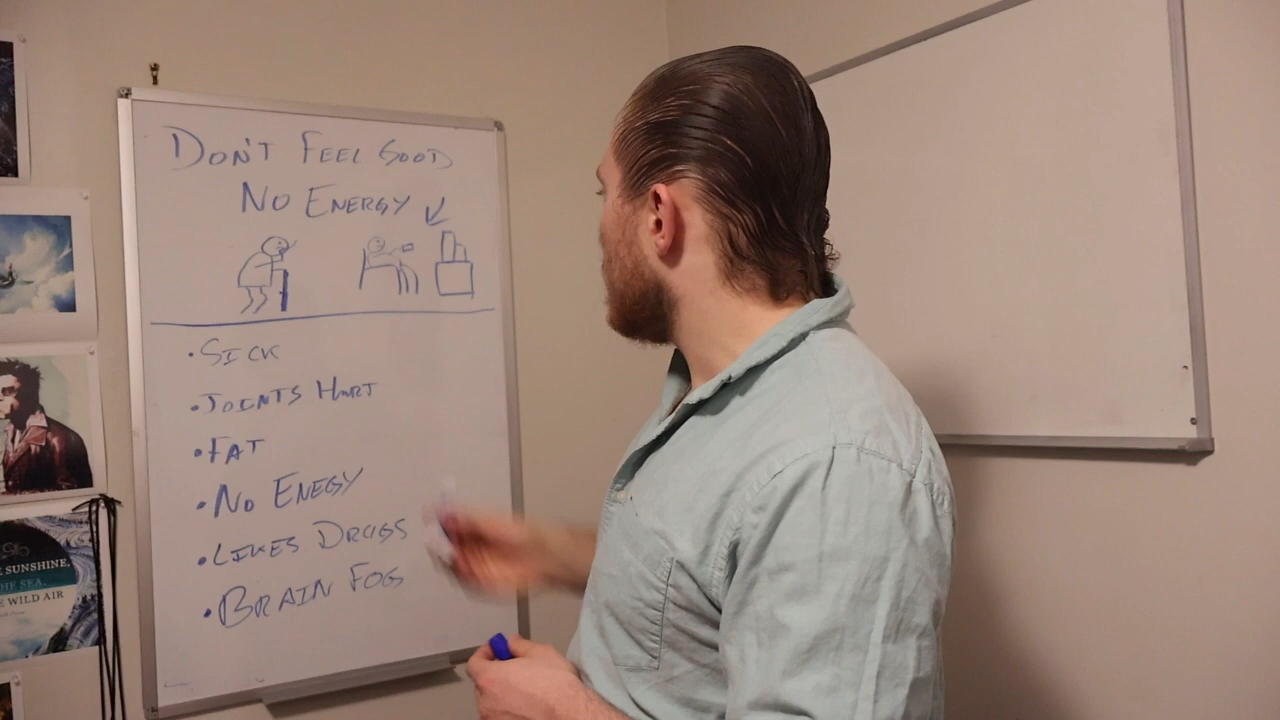 DON'T FEEL GOOD
NO ENERGY
• SICK
• JOINTS HURT
• FAT
• NO ENEGY
• LIKES DRUGS
• BRAIN FOG
E SUNSHINE,
HE SEA,
E WILD AIR